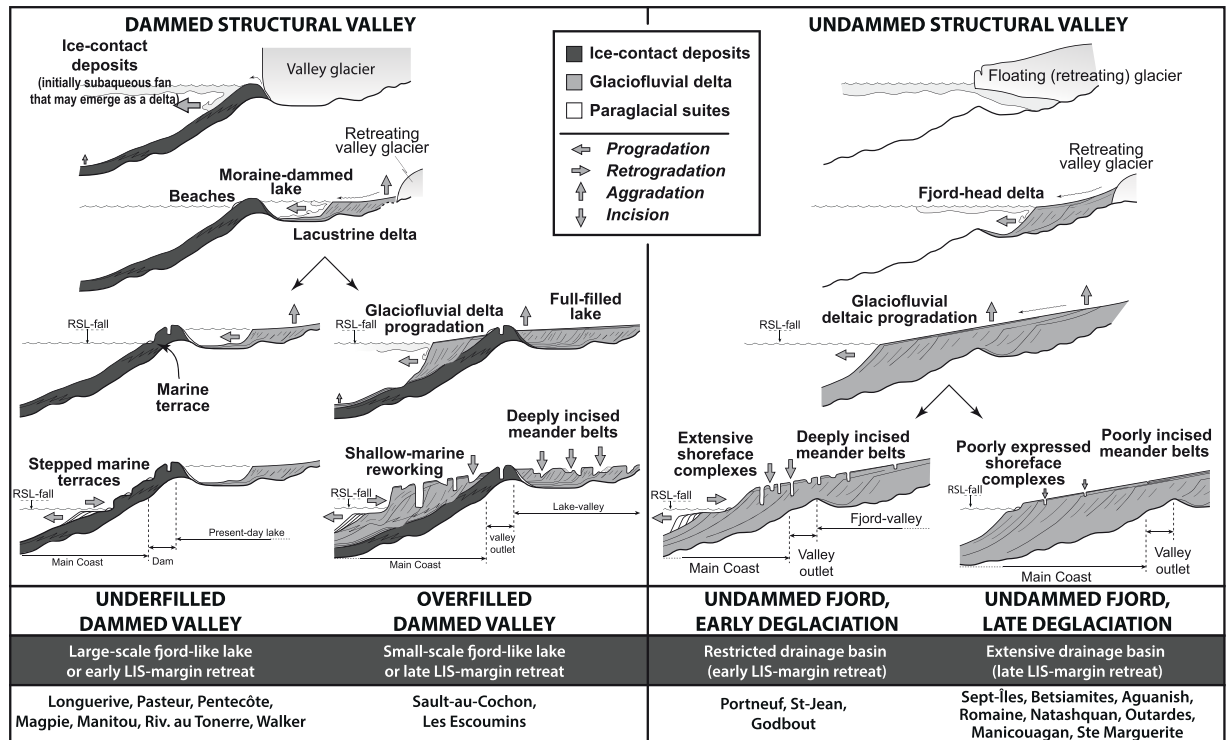 DAMMED STRUCTURAL VALLEY
UNDAMMED STRUCTURAL VALLEY
Ice-contact
deposits
(initially subaqueous fan
that may emerge as a delta)
Valley glacier
Ice-contact deposits
Glaciofluvial delta
Paraglacial suites
Progradation
Retrogradation
Aggradation
Incision
Floating (retreating) glacier
Retreating
valley glacier
Moraine-dammed
lake
Beaches
Lacustrine delta
Retreating
valley glacier
Fjord-head delta
RSL-fall
Marine
terrace
Glaciofluvial delta
progradation
Full-filled
lake
RSL-fall
Glaciofluvial
deltaic progradation
RSL-fall
Stepped marine
terraces
RSL-fall
Present-day lake
Main Coast
Dam
Shallow-marine
reworking
Deeply incised
meander belts
RSL-fall
Lake-valley
valley
outlet
Main Coast
Extensive
shoreface
complexes
Deeply incised
meander belts
RSL-fall
Fjord-valley
Main Coast
Valley
outlet
Poorly expressed
shoreface
complexes
Poorly incised
meander belts
RSL-fall
Valley
outlet
Main Coast
UNDERFILLED
DAMMED VALLEY
OVERFILLED
DAMMED VALLEY
UNDAMMED FJORD,
EARLY DEGLACIATION
UNDAMMED FJORD,
LATE DEGLACIATION
Large-scale fjord-like lake
or early LIS-margin retreat
Small-scale fjord-like lake
or late LIS-margin retreat
Restricted drainage basin
(early LIS-margin retreat)
Extensive drainage basin
(late LIS-margin retreat)
Longuerive, Pasteur, Pentecôte,
Magpie, Manitou, Riv. au Tonerre, Walker
Sault-au-Cochon,
Les Escoumins
Portneuf, St-Jean,
Godbout
Sept-Îles, Betsiamites, Aguanish,
Romaine, Natashquan, Outardes,
Manicouagan, Ste Marguerite